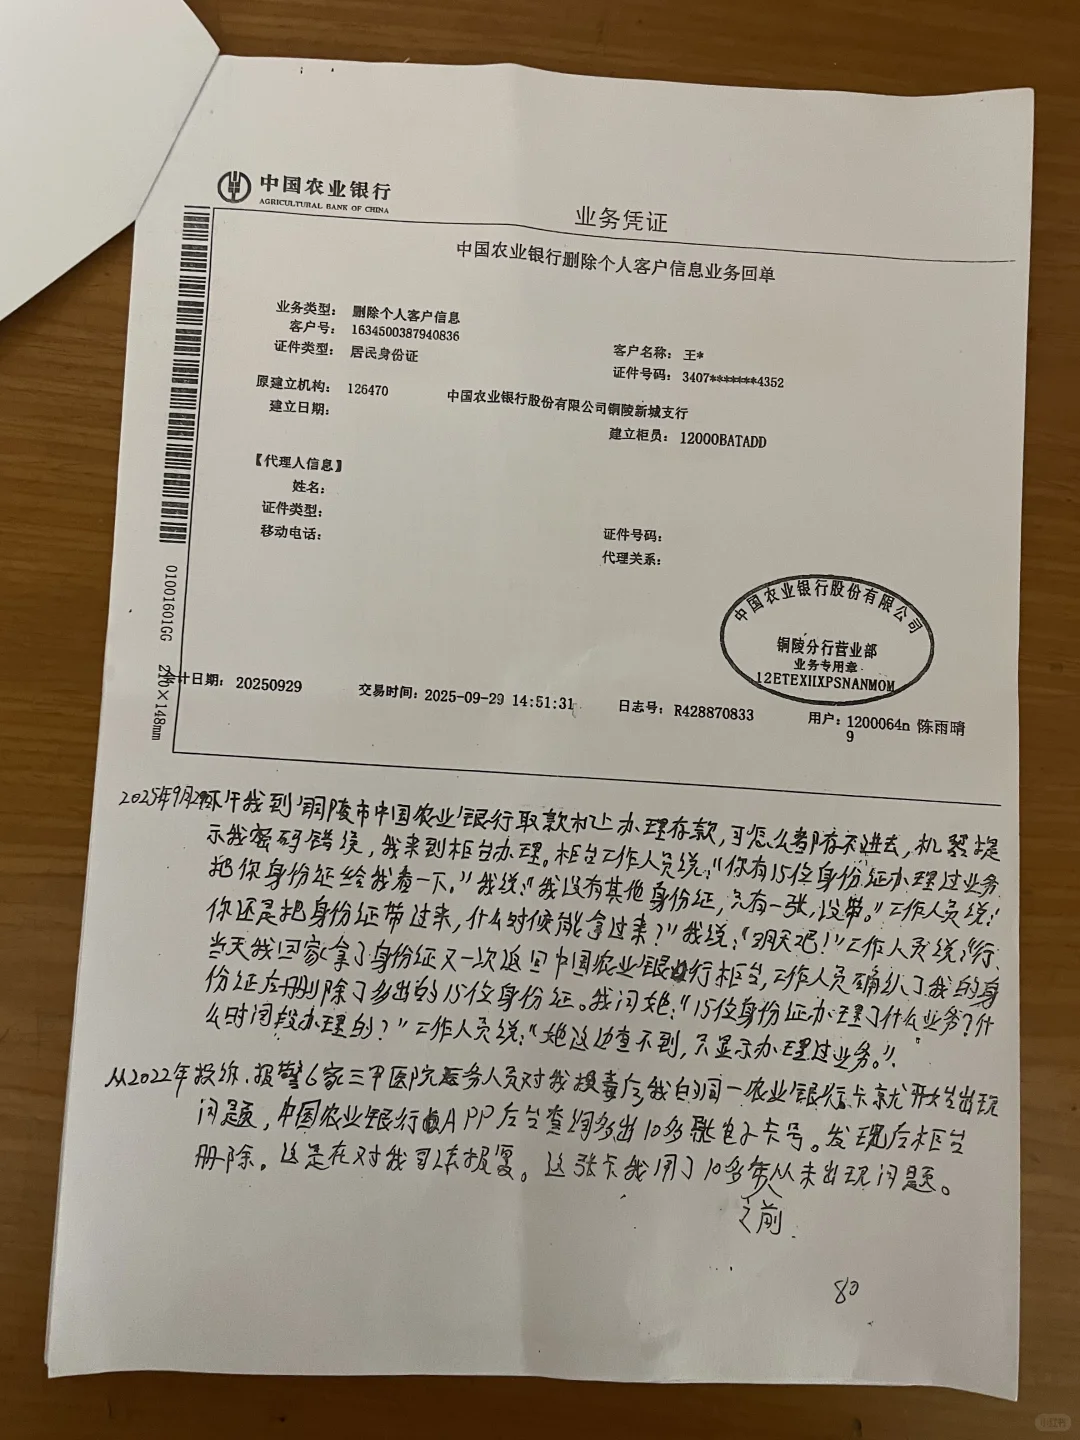 中国农业银行
AGRICULTURAL BANK OF CHINA
业务凭证
中国农业银行删除个人客户信息业务回单
业务类型： 删除个人客户信息
客户号： 1634500387940836
证件类型： 居民身份证
客户名称： 王*
证件号码： 3407*******4352
原建立机构： 126470 中国农业银行股份有限公司铜陵新城支行
建立日期：
建立柜员： 12000BATADD
【代理人信息】
姓名：
证件类型：
移动电话：
证件号码：
代理关系：
中国农业银行股份有限公司
铜陵分行营业部
业务专用章
12ETEXIIXPSNANMOM
会计日期： 20250929 交易时间：2025-09-29 14:51:31 日志号： R428870833 用户： 1200064n 陈雨晴
9
01001601GG 210×148mm
2025年9月29日下午我到铜陵市中国农业银行取款机上办理存款,可怎么都存不进去,机器提
示我密码错误,我来到柜台办理。柜台工作人员说:“你有15位身份证办理过业务
把你身份证给我看一下。”我说:“我没有其他身份证,只有一张,没带。”工作人员说:
你还是把身份证带过来,什么时候能拿过来?”我说:“明天吧!”工作人员说:“行
当天我回家拿了身份证又一次返回中国农业银行柜台,工作人员确认了我的身
份证后删除了多出的15位身份证。我问她:“15位身份证办理了什么业务?什
么时间段办理的?”工作人员说:“她这边查不到,只显示办理过业务。”
从2022年投诉.报警6家三甲医院医务人员对我投毒后我的同一农业银行卡就开始出现
问题,中国农业银行APP后台查询多出10多张电子卡号。发现后柜台
删除。这是在对我司法报复。这张卡我用了10多年从未出现问题。
之前.
80
小红书